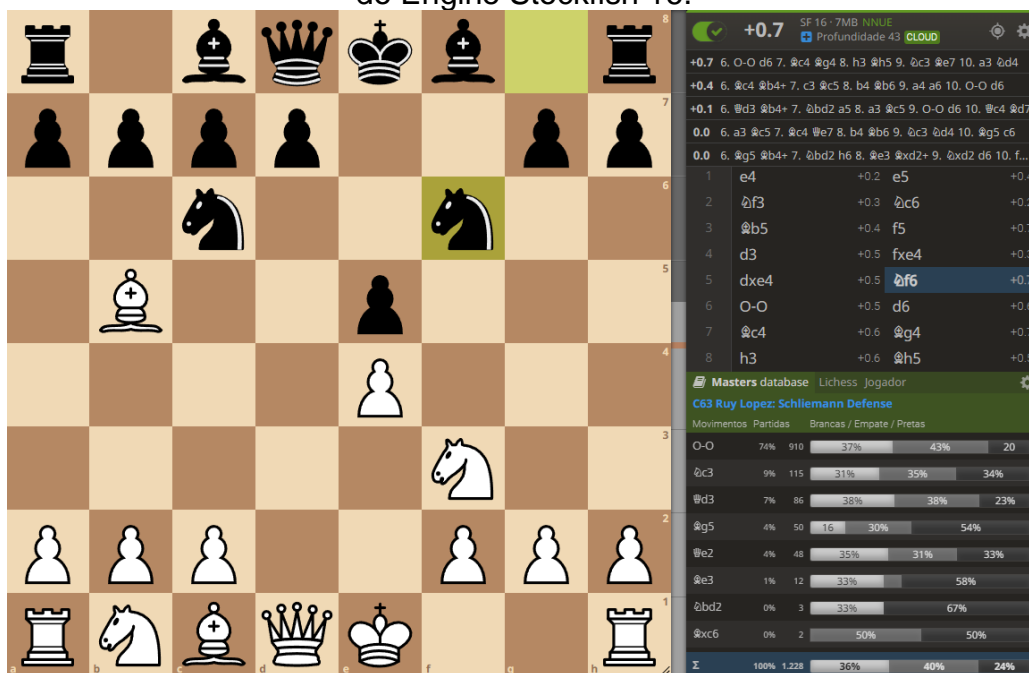 do Engine Stockfish 16.
+0.7 SF 16 · 7MB NNUE
Profundidade 43 CLOUD
+0.7 6. O-O d6 7. ♗c4 ♗g4 8. h3 ♗h5 9. ♘c3 ♗e7 10. a3 ♘d4
+0.4 6. ♗c4 ♗b4+ 7. c3 ♗c5 8. b4 ♗b6 9. a4 a6 10. O-O d6
+0.1 6. ♕d3 ♗b4+ 7. ♘bd2 a5 8. a3 ♗c5 9. O-O d6 10. ♕c4 ♗d7
0.0 6. a3 ♗c5 7. ♗c4 ♕e7 8. b4 ♗b6 9. ♘c3 ♘d4 10. ♗g5 c6
0.0 6. ♗g5 ♗b4+ 7. ♘bd2 h6 8. ♗e3 ♗xd2+ 9. ♘xd2 d6 10. f...
1 e4 +0.2 e5
2 ♘f3 +0.3 ♘c6
3 ♗b5 +0.4 f5
4 d3 +0.5 fxe4
5 dxe4 +0.5 ♘f6
6 O-O +0.5 d6
7 ♗c4 +0.6 ♗g4
8 h3 +0.6 ♗h5
Masters database Lichess Jogador
C63 Ruy Lopez: Schliemann Defense
Movimentos Partidas Brancas / Empate / Pretas
O-O 74% 910 37% 43% 20
♘c3 9% 115 31% 35% 34%
♕d3 7% 86 38% 38% 23%
♗g5 4% 50 16 30% 54%
♕e2 4% 48 35% 31% 33%
♗e3 1% 12 33% 58%
♘bd2 0% 3 33% 67%
♗xc6 0% 2 50% 50%
Σ 100% 1.228 36% 40% 24%
8
7
6
5
4
3
2
1
a b c d e f g h